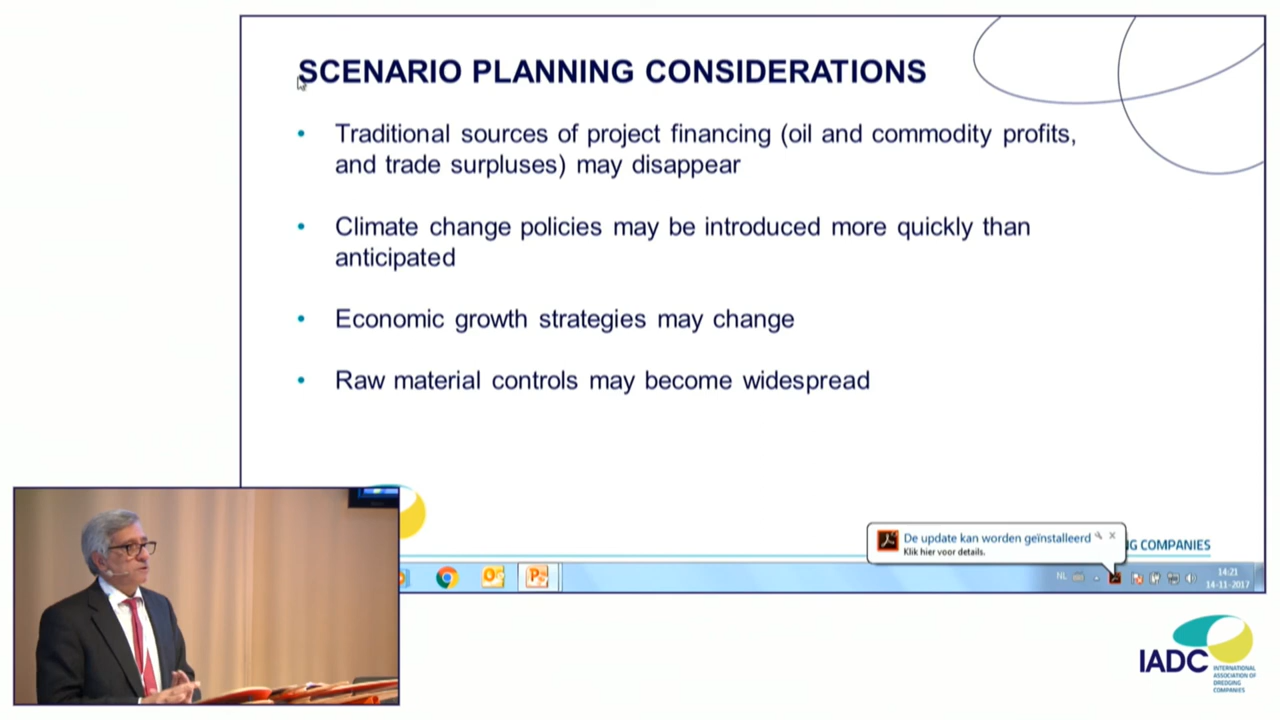 SCENARIO PLANNING CONSIDERATIONS
• Traditional sources of project financing (oil and commodity profits,
and trade surpluses) may disappear
• Climate change policies may be introduced more quickly than
anticipated
• Economic growth strategies may change
• Raw material controls may become widespread
De update kan worden geïnstalleerd
Klik hier voor details.
NG COMPANIES
NL
14:21
14-11-2017
IADC
INTERNATIONAL
ASSOCIATION OF
DREDGING
COMPANIES